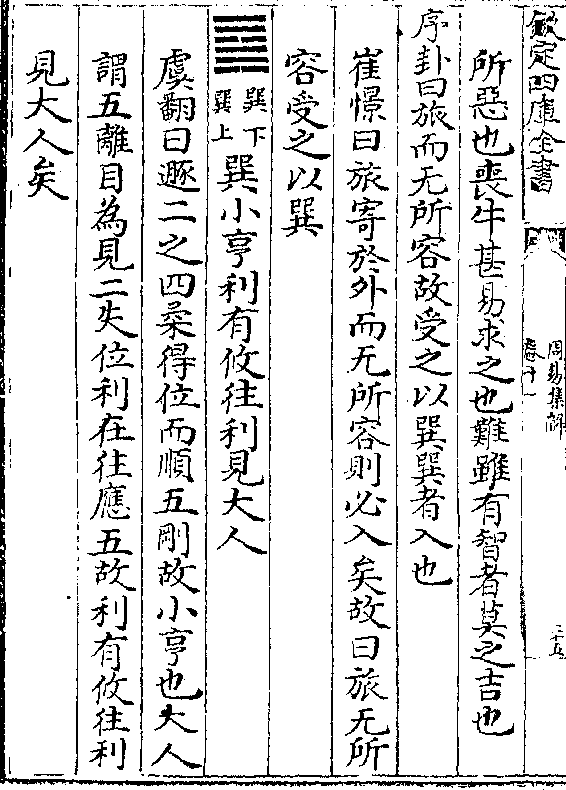 欽定四庫全書
周易集解
卷十一
三十五
所惡也喪牛甚易求之也難雖有智者莫之吉也
序卦曰旅而无所容故受之以巽巽者入也
崔憬曰旅寄於外而无所容則必入矣故曰旅无所
容受之以巽
巽下
巽上
巽小亨利有攸往利見大人
虞翻曰遯二之四柔得位而順五剛故小亨也大人
謂五離目為見二失位利在往應五故利有攸往利
見大人矣